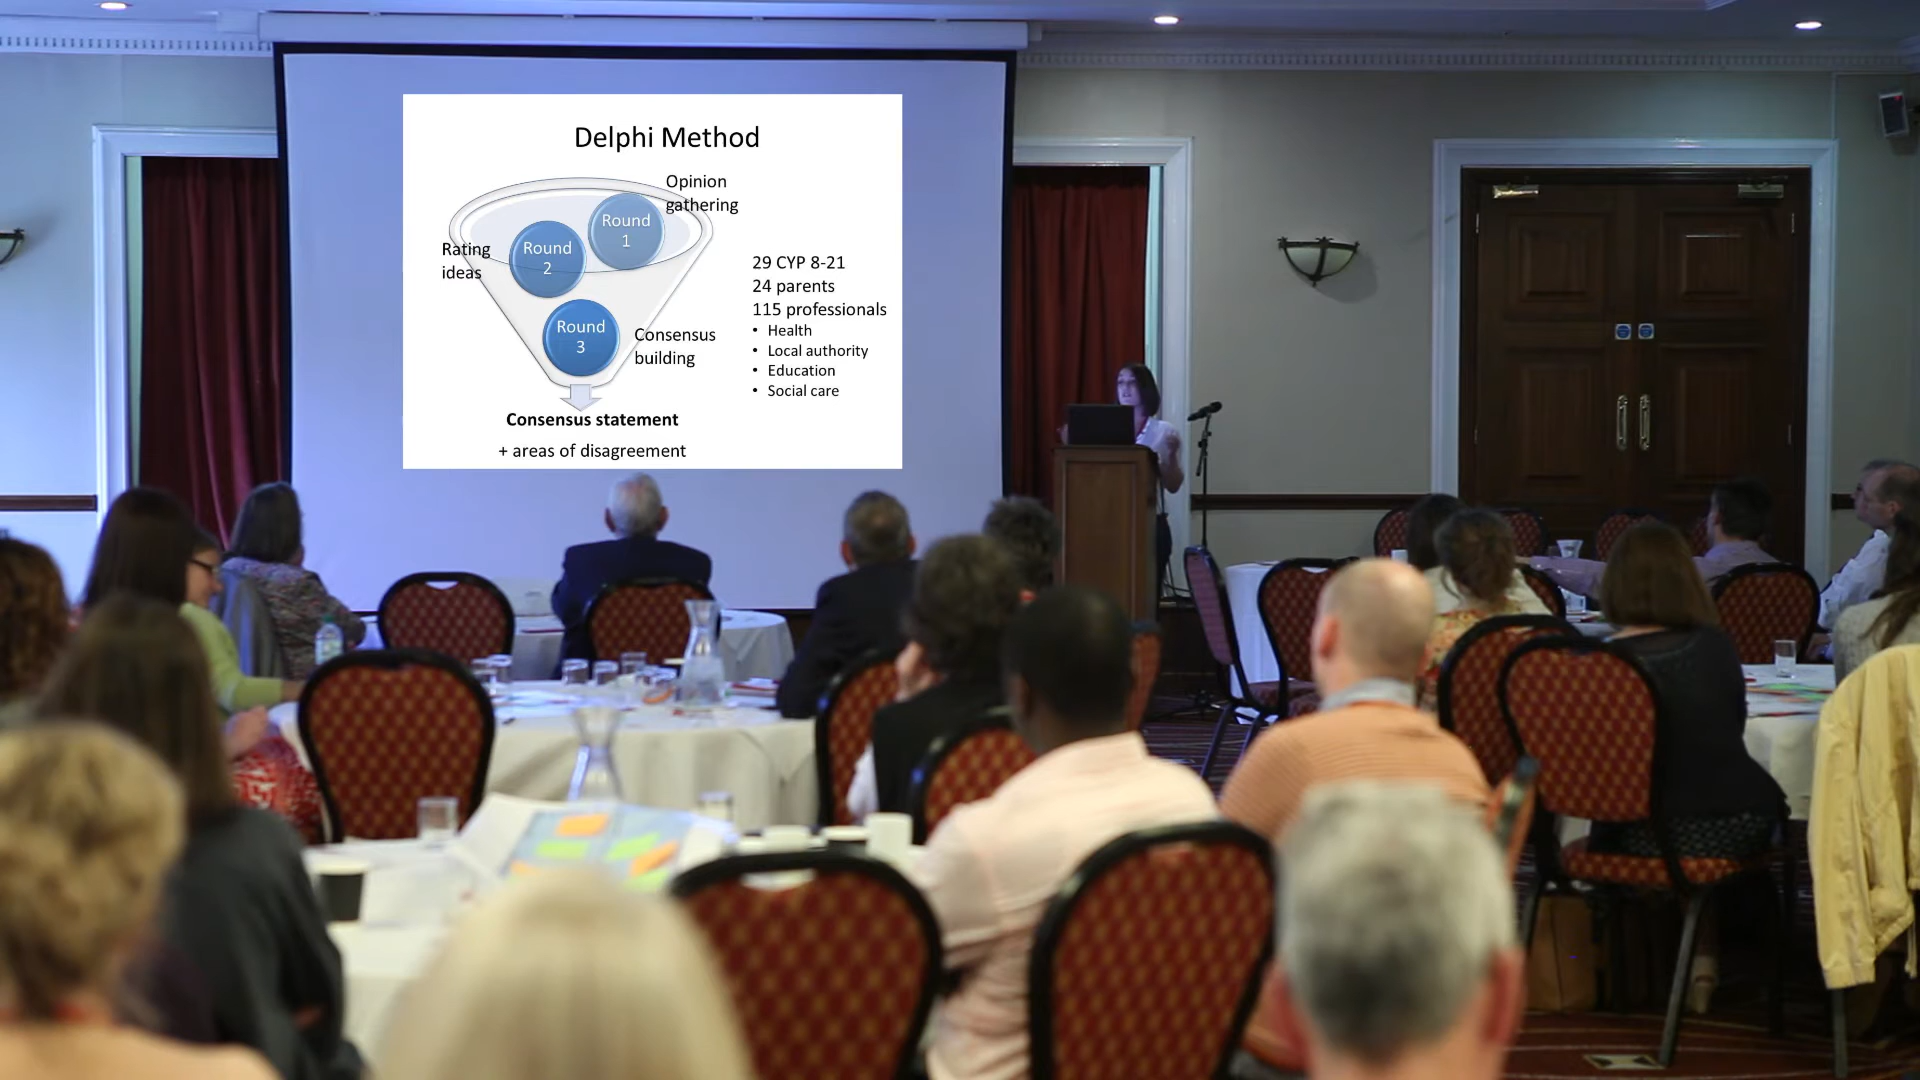 Delphi Method
Opinion
gathering
Round
1
Rating
ideas
Round
2
Round
3
Consensus
building
Consensus statement
+ areas of disagreement
29 CYP 8-21
24 parents
115 professionals
• Health
• Local authority
• Education
• Social care